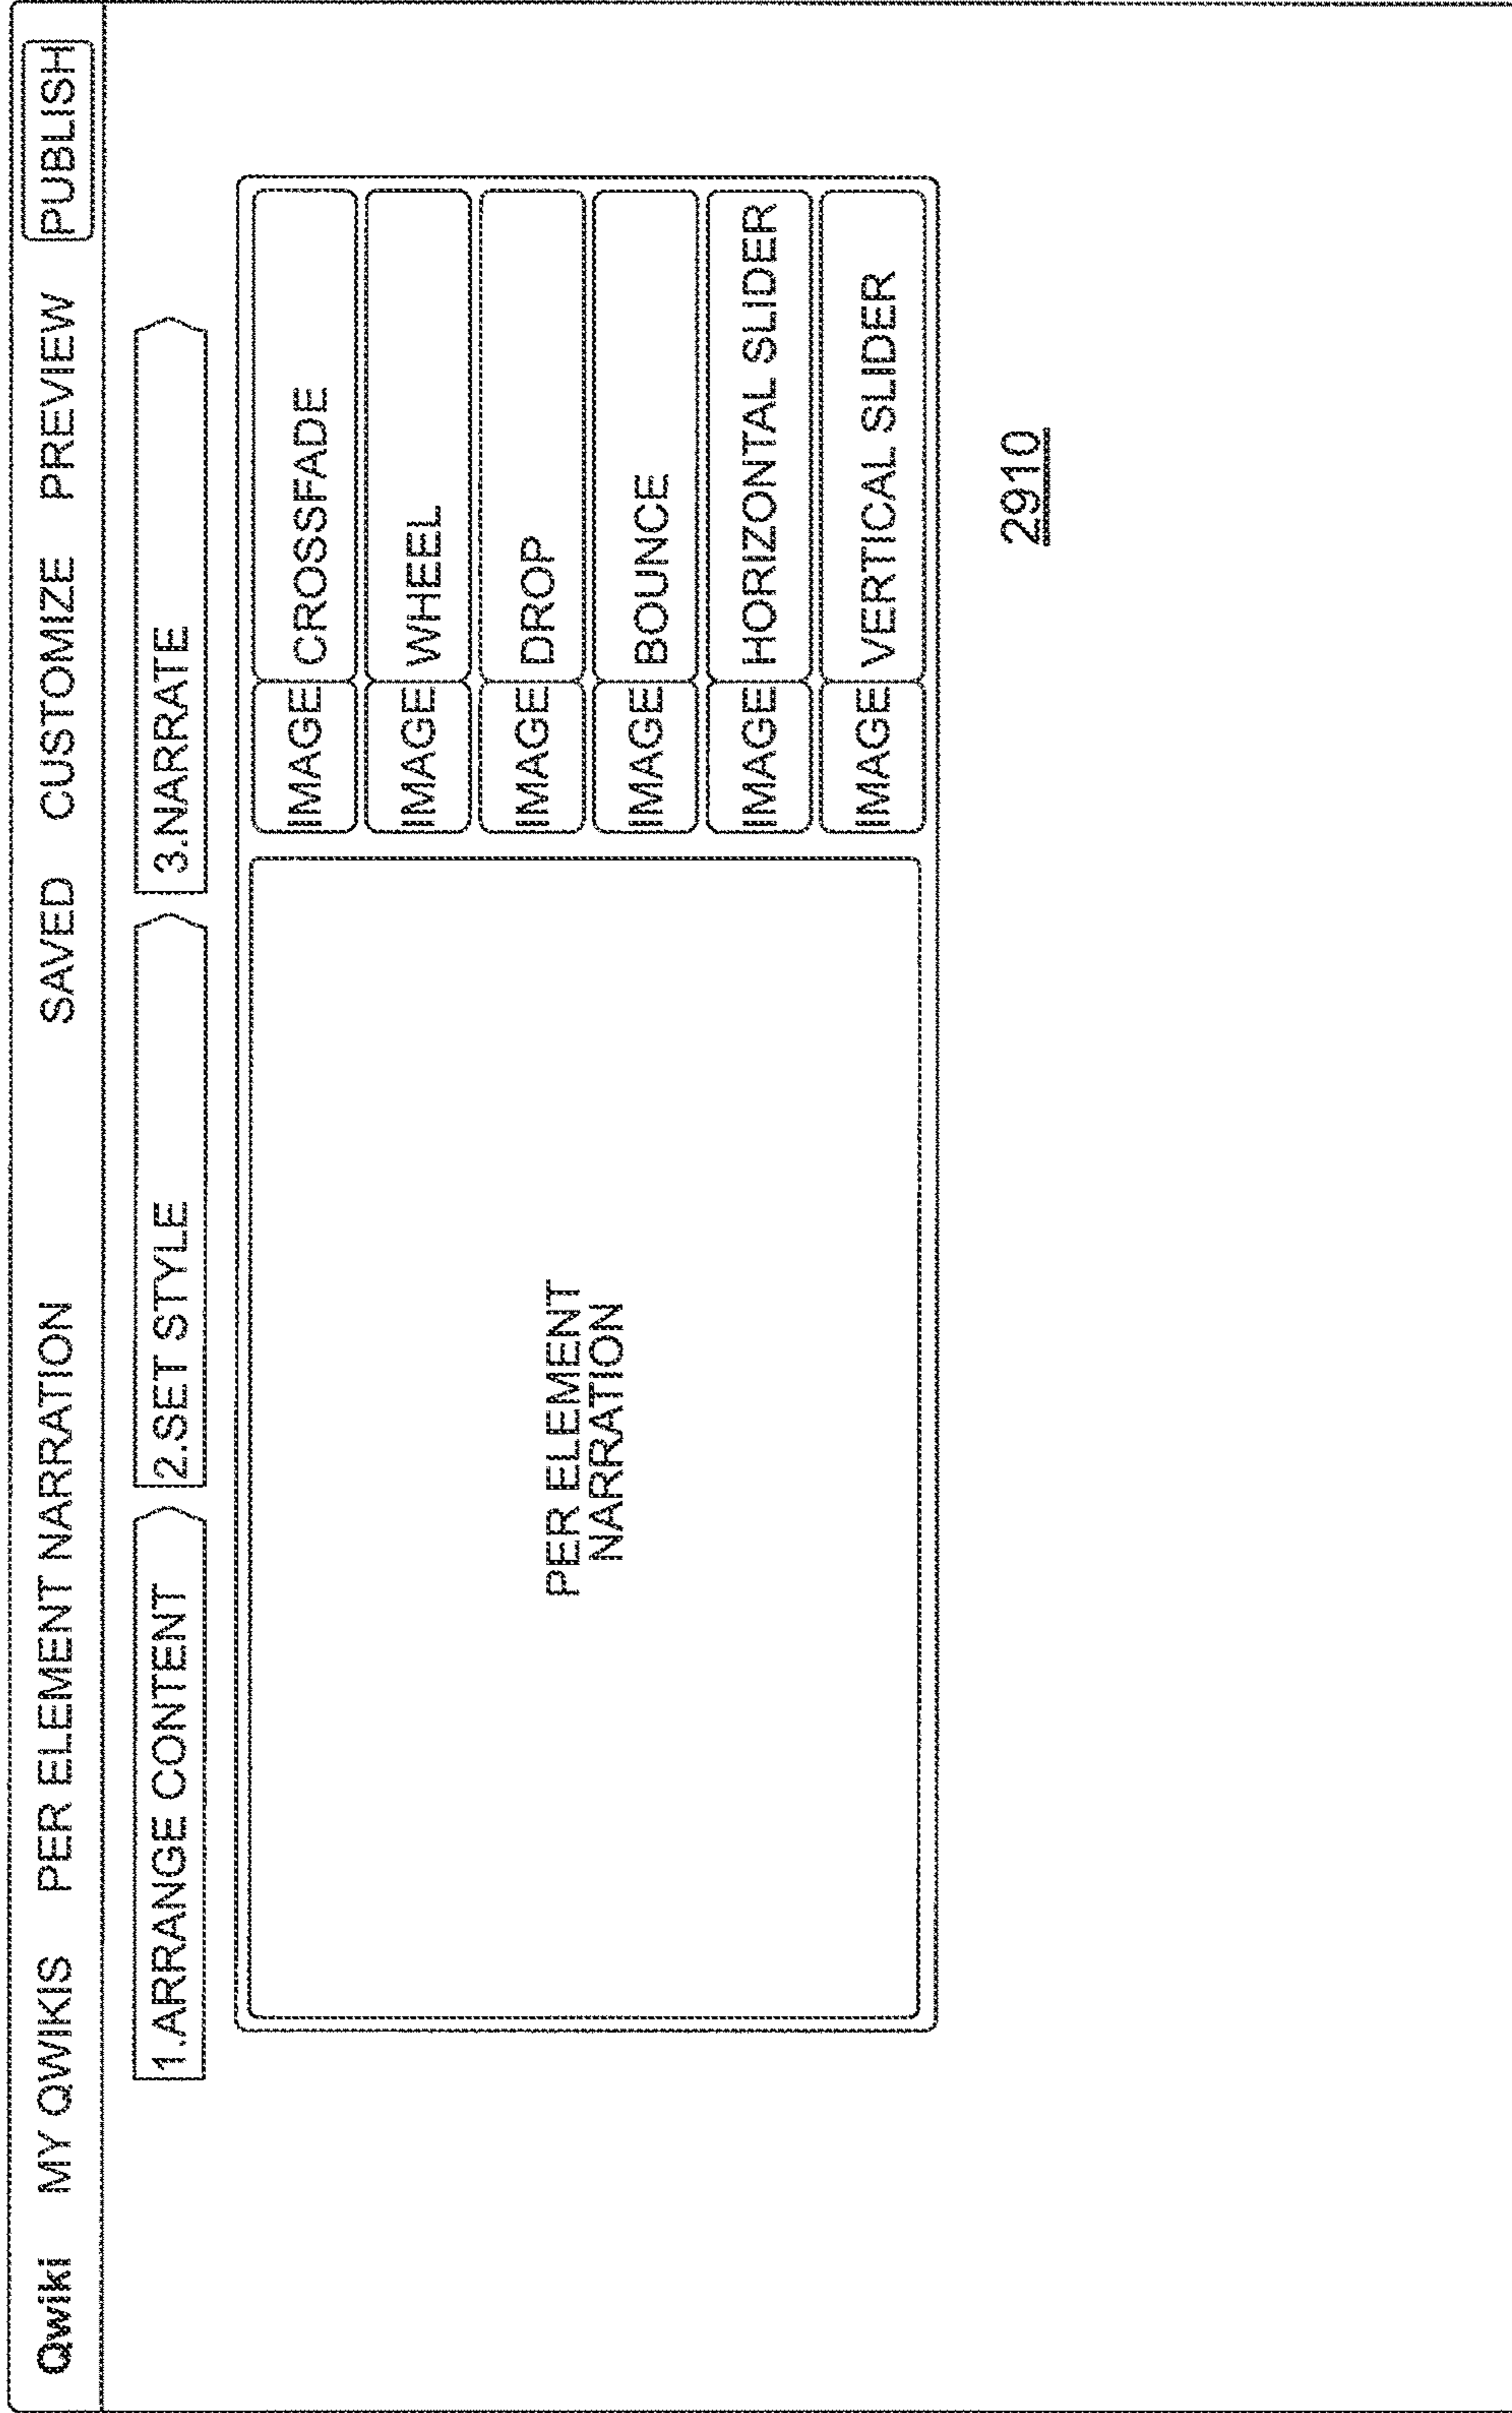 Qwiki MY QWIKIS PER ELEMENT NARRATION SAVED CUSTOMIZE PREVIEW PUBLISH
1.ARRANGE CONTENT 2.SET STYLE 3.NARRATE
PER ELEMENT
NARRATION
IMAGE CROSSFADE
IMAGE WHEEL
IMAGE DROP
IMAGE BOUNCE
IMAGE HORIZONTAL SLIDER
IMAGE VERTICAL SLIDER
2910